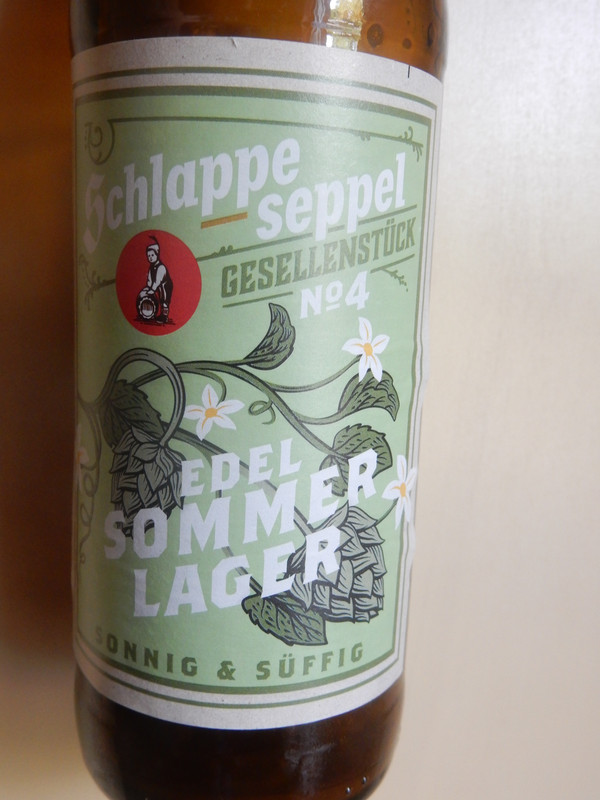 Schlappe
seppel
GESELLENSTÜCK
No4
EDEL
SOMMER
LAGER
SONNIG & SÜFFIG